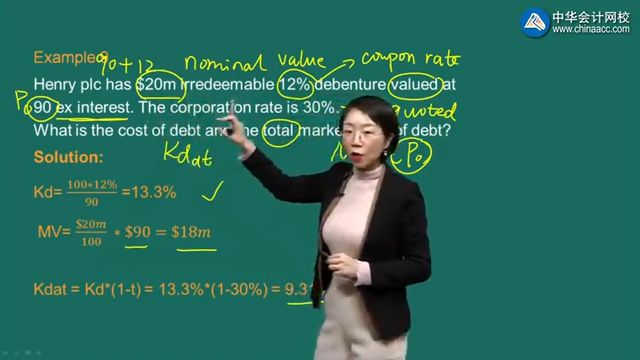 中华会计网校
www.chinaacc.com
Example
90 + 12 nominal value coupon rate
Henry plc has $20m Irredeemable 12% debenture valued at
P0 90 ex interest. The corporation rate is 30%. quoted
What is the cost of debt and the total of debt?
Solution: Kdat P0
Kd= 100*12%/90 =13.3%
MV= $20m/100 * $90 = $18m
Kdat = Kd*(1-t) = 13.3%*(1-30%) = 9.3